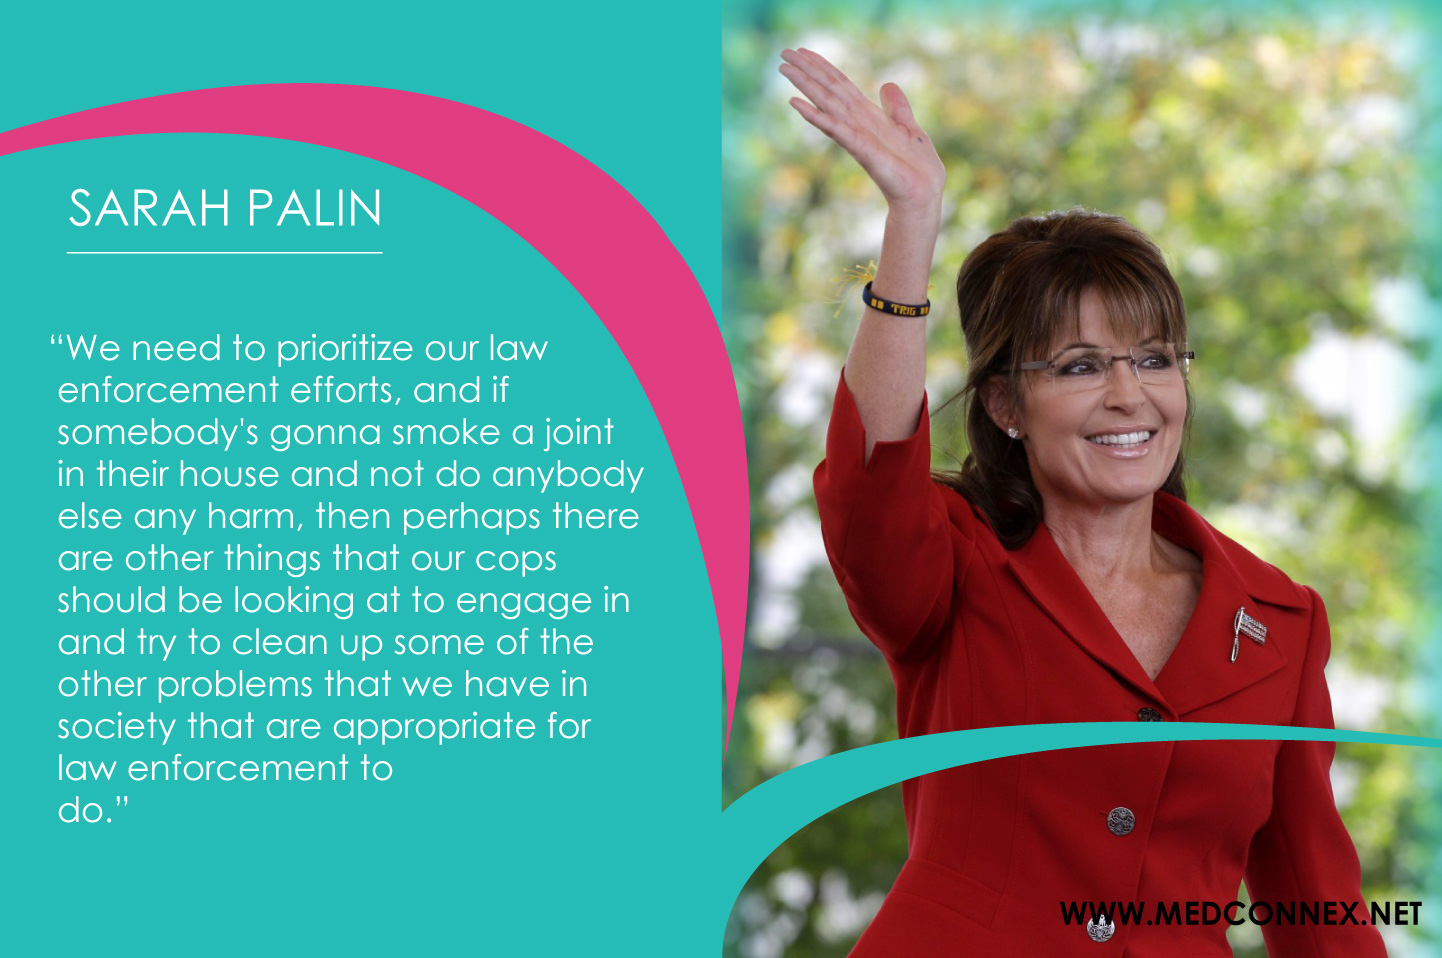 SARAH PALIN
“We need to prioritize our law
enforcement efforts, and if
somebody's gonna smoke a joint
in their house and not do anybody
else any harm, then perhaps there
are other things that our cops
should be looking at to engage in
and try to clean up some of the
other problems that we have in
society that are appropriate for
law enforcement to
do.”
TRIG
WWW.MEDCONNEX.NET